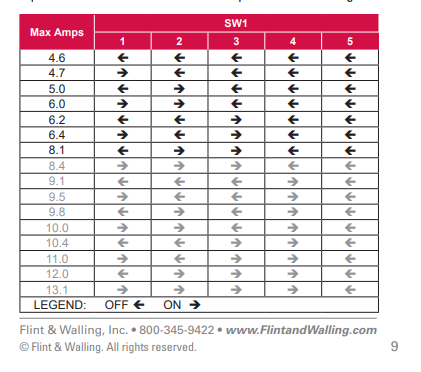 SW1
Max Amps
1 2 3 4 5
4.6
4.7
5.0
6.0
6.2
6.4
8.1
8.4
9.1
9.5
9.8
10.0
10.4
11.0
12.0
13.1
LEGEND: OFF ← ON →
Flint & Walling, Inc. • 800-345-9422 • www.FlintandWalling.com
© Flint & Walling. All rights reserved. 9